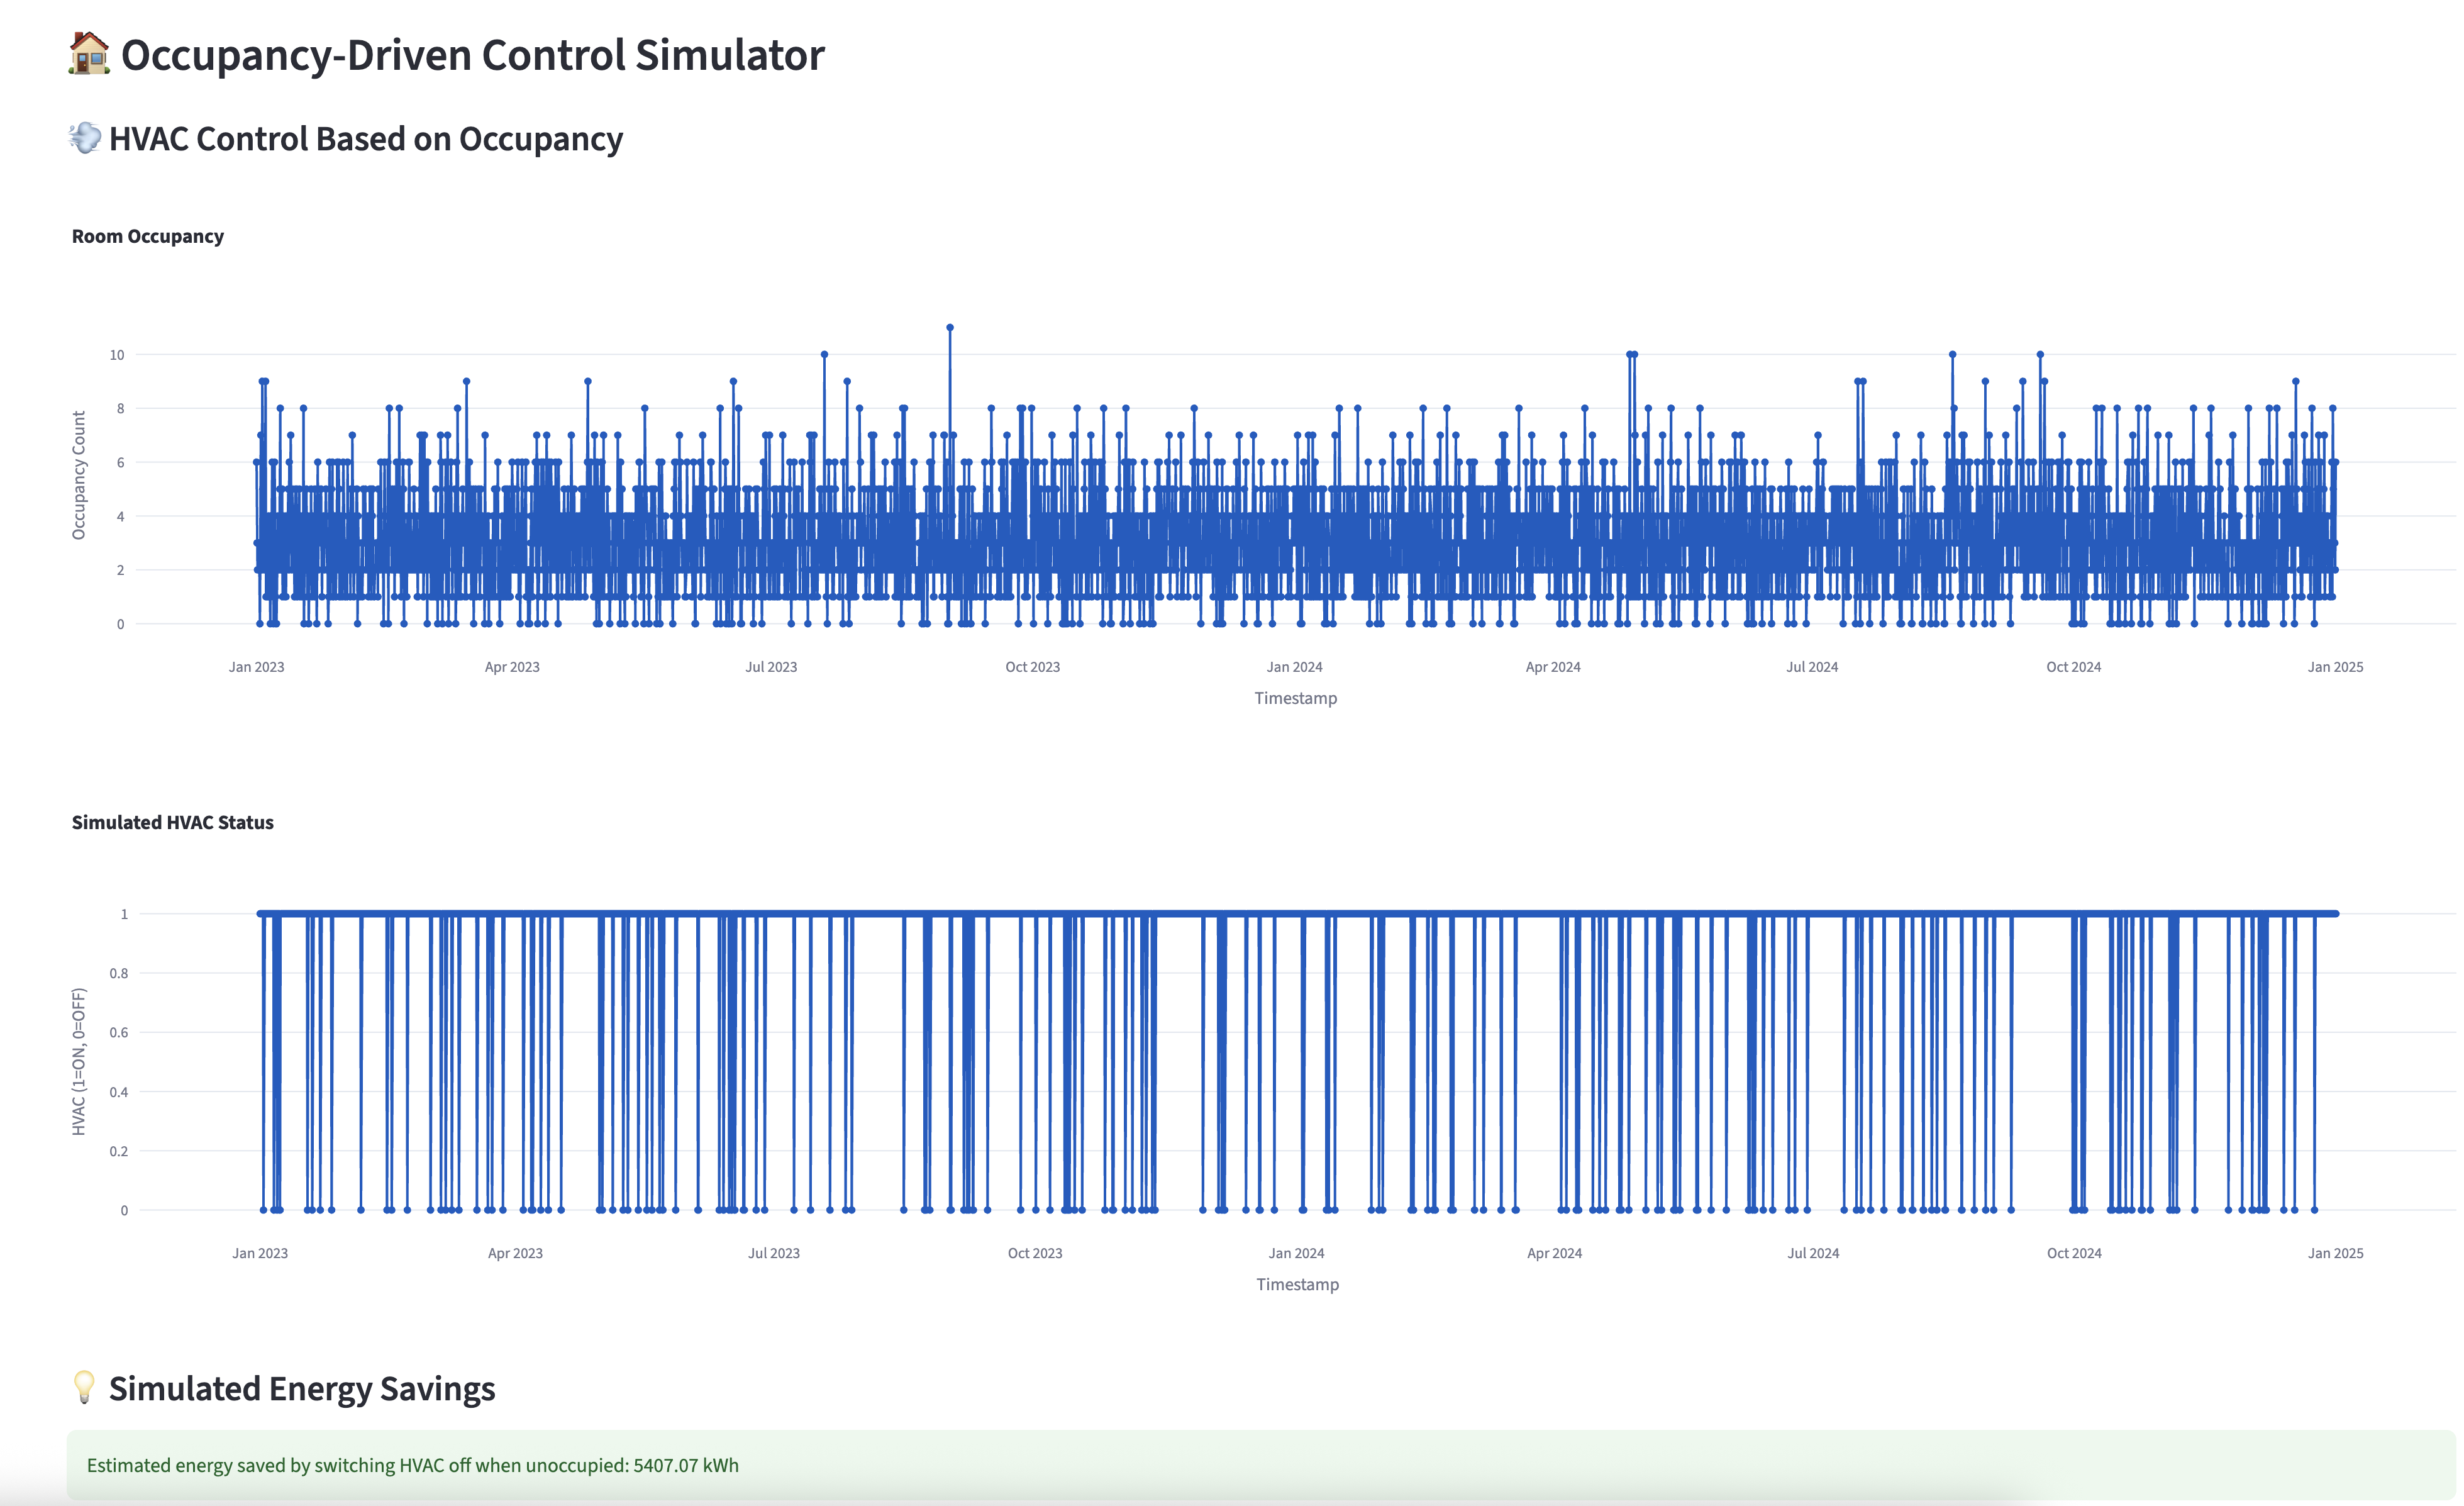 Occupancy-Driven Control Simulator
HVAC Control Based on Occupancy
Room Occupancy
Occupancy Count
10
8
6
4
2
0
Jan 2023 Apr 2023 Jul 2023 Oct 2023 Jan 2024 Apr 2024 Jul 2024 Oct 2024 Jan 2025
Timestamp
Simulated HVAC Status
HVAC (1=ON, 0=OFF)
1
0.8
0.6
0.4
0.2
0
Jan 2023 Apr 2023 Jul 2023 Oct 2023 Jan 2024 Apr 2024 Jul 2024 Oct 2024 Jan 2025
Timestamp
Simulated Energy Savings
Estimated energy saved by switching HVAC off when unoccupied: 5407.07 kWh